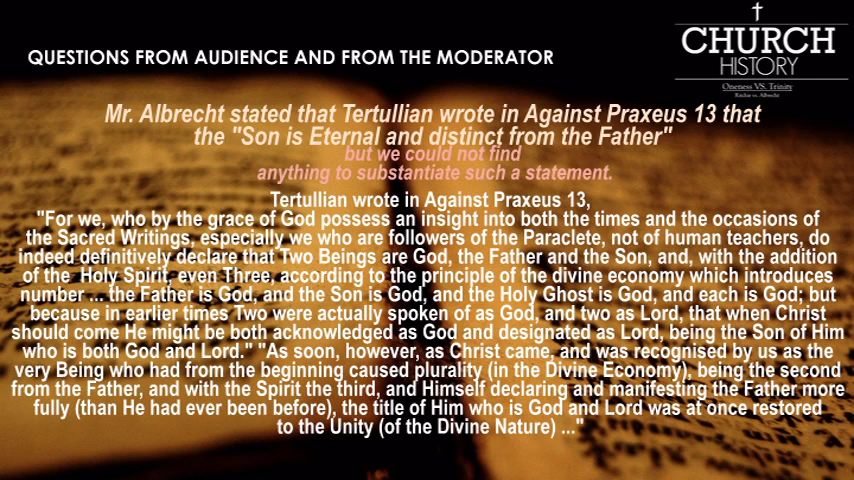 QUESTIONS FROM AUDIENCE AND FROM THE MODERATOR
CHURCH
HISTORY
Oneness VS. Trinity
Ritchie vs. Albrecht
Mr. Albrecht stated that Tertullian wrote in Against Praxeus 13 that
the "Son is Eternal and distinct from the Father"
but we could not find
anything to substantiate such a statement.
Tertullian wrote in Against Praxeus 13,
"For we, who by the grace of God possess an insight into both the times and the occasions of
the Sacred Writings, especially we who are followers of the Paraclete, not of human teachers, do
indeed definitively declare that Two Beings are God, the Father and the Son, and, with the addition
of the Holy Spirit, even Three, according to the principle of the divine economy which introduces
number ... the Father is God, and the Son is God, and the Holy Ghost is God, and each is God; but
because in earlier times Two were actually spoken of as God, and two as Lord, that when Christ
should come He might be both acknowledged as God and designated as Lord, being the Son of Him
who is both God and Lord." "As soon, however, as Christ came, and was recognised by us as the
very Being who had from the beginning caused plurality (in the Divine Economy), being the second
from the Father, and with the Spirit the third, and Himself declaring and manifesting the Father more
fully (than He had ever been before), the title of Him who is God and Lord was at once restored
to the Unity (of the Divine Nature) ..."